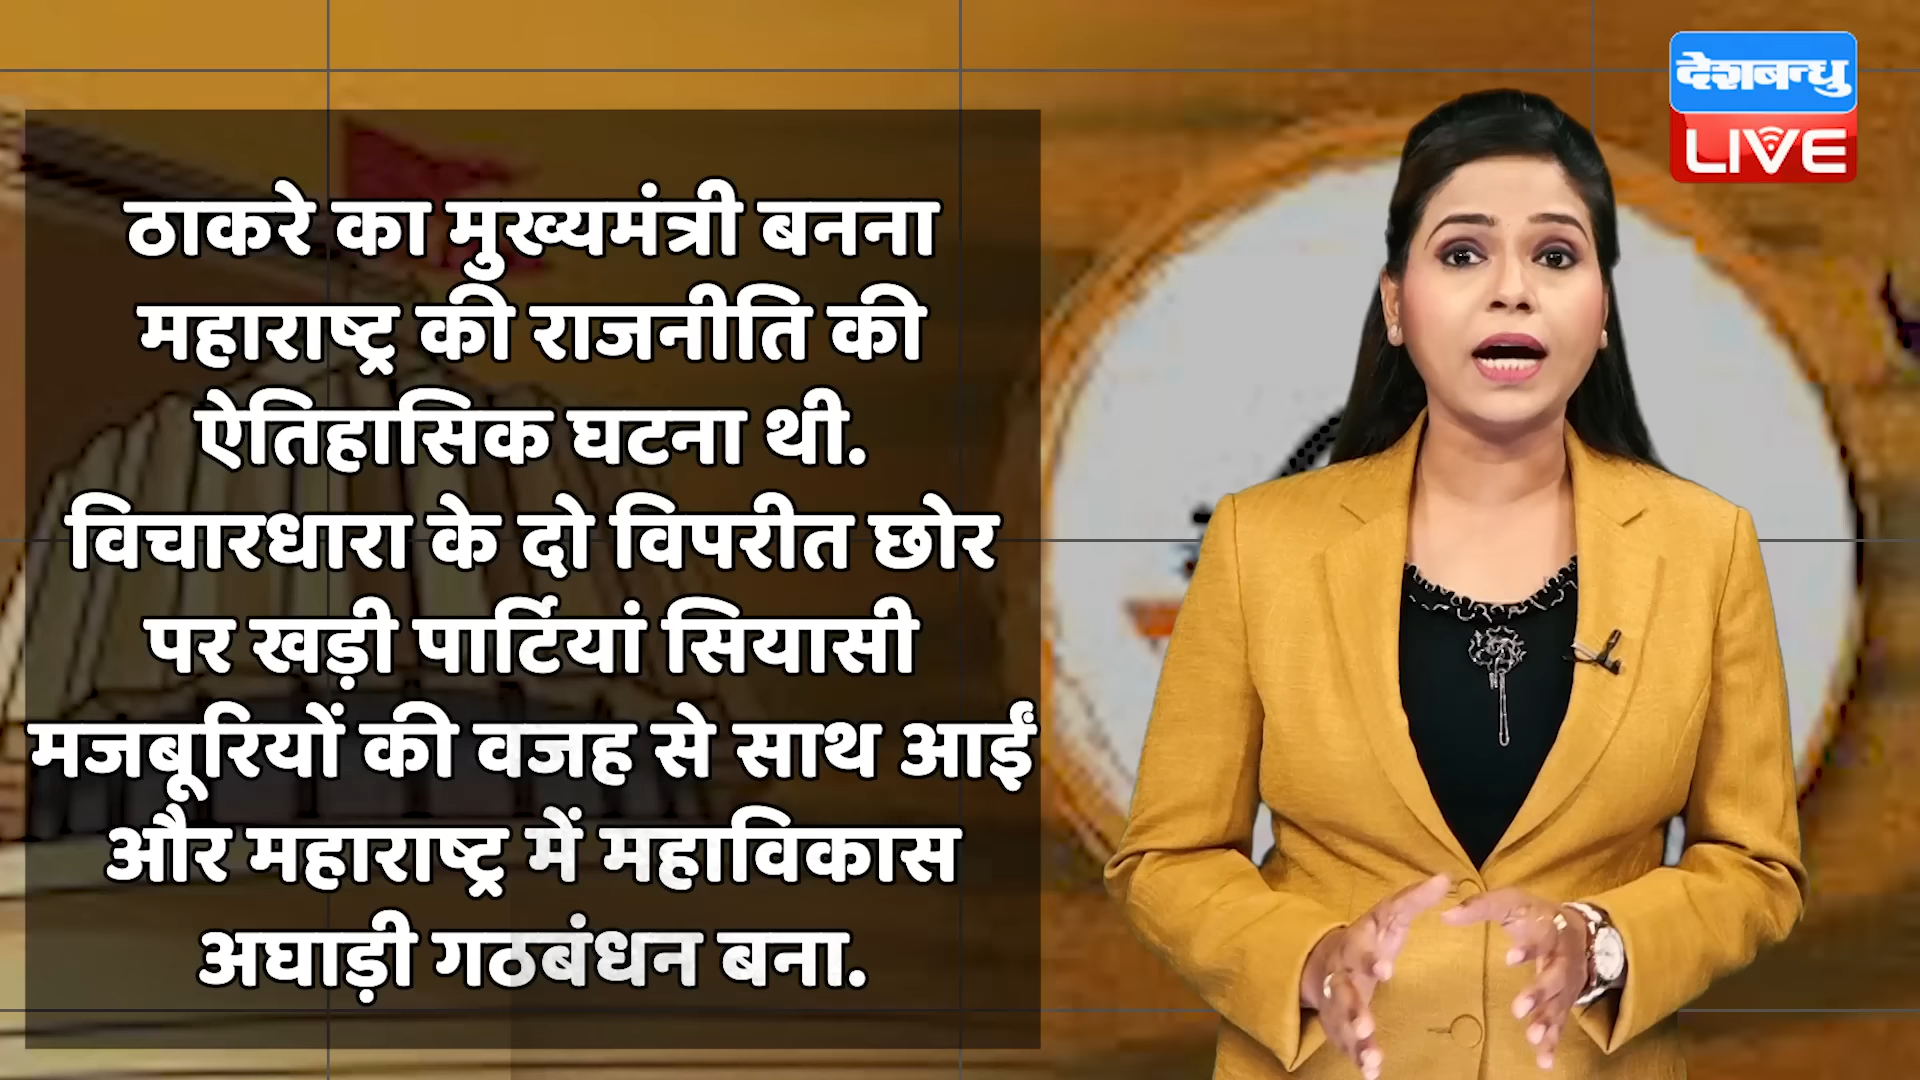 देशबन्धु
LIVE
ठाकरे का मुख्यमंत्री बनना
महाराष्ट्र की राजनीति की
ऐतिहासिक घटना थी.
विचारधारा के दो विपरीत छोर
पर खड़ी पार्टियां सियासी
मजबूरियों की वजह से साथ आईं
और महाराष्ट्र में महाविकास
अघाड़ी गठबंधन बना.